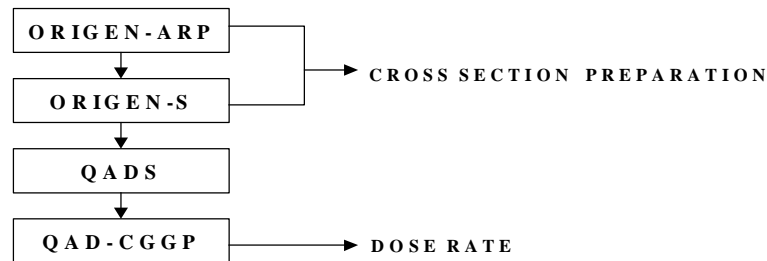 ORIGEN-ARP
CROSS SECTION PREPARATION
ORIGEN-S
QADS
QAD-CGGP
DOSE RATE